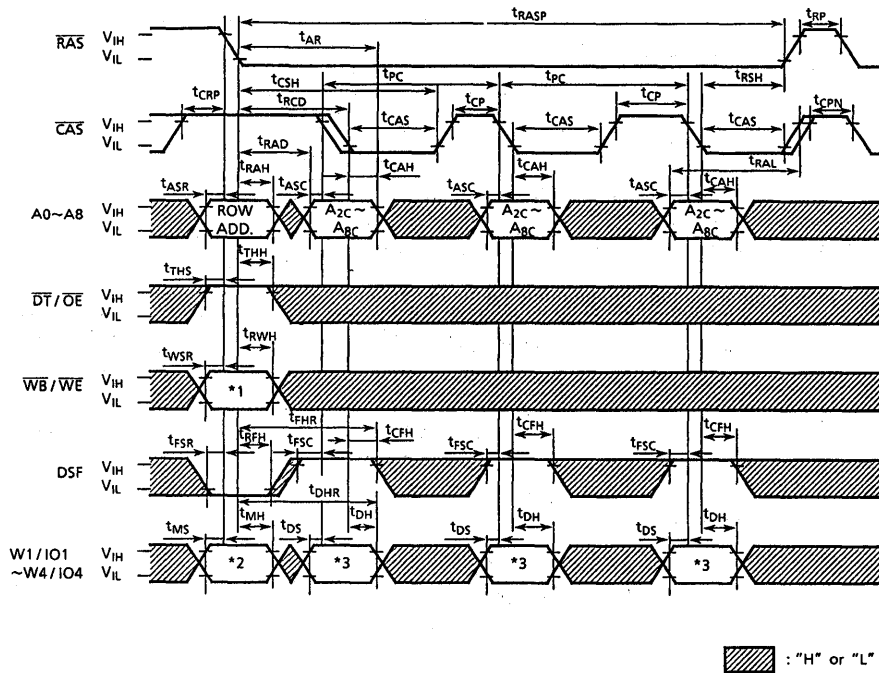 tRASP
tRP
tAR
RAS
VIH
VIL
tCSH
tPC
tPC
tRSH
tCRP
tRCD
tCP
tCP
tCPN
CAS
VIH
VIL
tCAS
tCAS
tCAS
tRAD
tRAL
tRAH
tCAH
tCAH
tCAH
tASR
tASC
tASC
tASC
A0~A8
VIH
VIL
ROW
ADD.
A2C~
A8C
A2C~
A8C
A2C~
A8C
tTHH
tTHS
DT/OE
VIH
VIL
tRWH
tWSR
WB/WE
VIH
VIL
*1
tFHR
tFSR
tRFH
tFSC
tCFH
tFSC
tCFH
tFSC
tCFH
DSF
VIH
VIL
tDHR
tMS
tMH
tDS
tDH
tDS
tDH
tDS
tDH
W1/IO1
~W4/IO4
VIH
VIL
*2
*3
*3
*3
: "H" or "L"